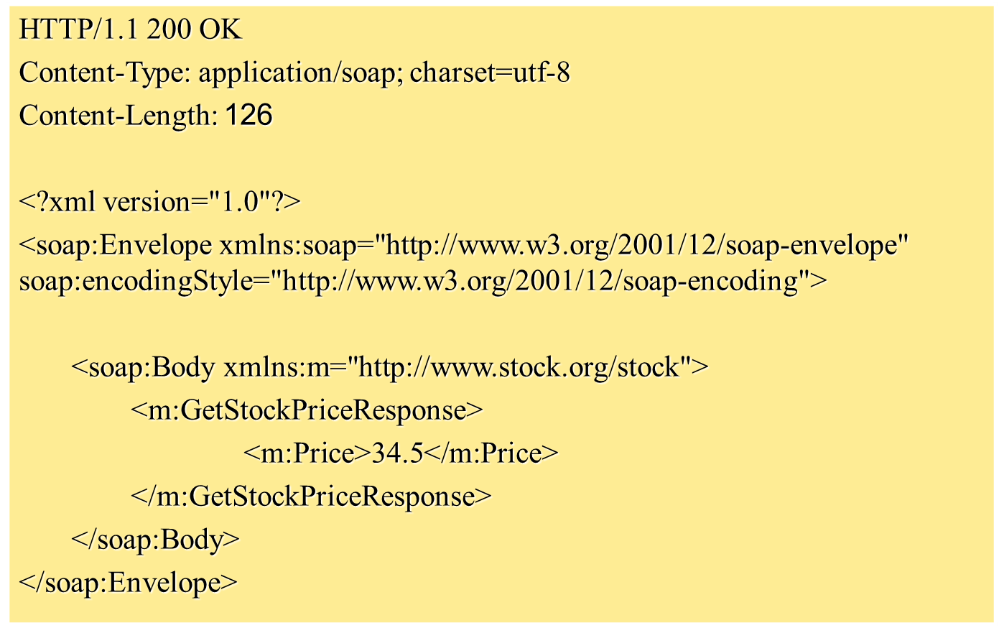 HTTP/1.1 200 OK
Content-Type: application/soap; charset=utf-8
Content-Length: 126
<?xml version="1.0"?>
<soap:Envelope xmlns:soap="http://www.w3.org/2001/12/soap-envelope"
soap:encodingStyle="http://www.w3.org/2001/12/soap-encoding">
<soap:Body xmlns:m="http://www.stock.org/stock">
<m:GetStockPriceResponse>
<m:Price>34.5</m:Price>
</m:GetStockPriceResponse>
</soap:Body>
</soap:Envelope>